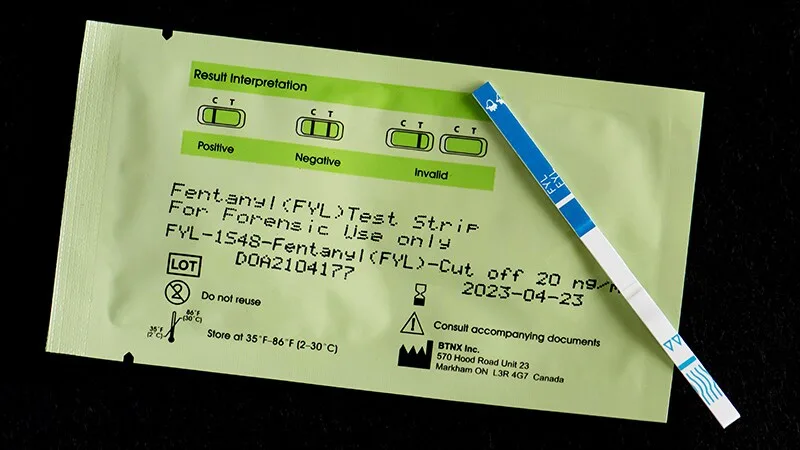 Result Interpretation
C T
C T
C T
C T
Positive
Negative
Invalid
Fentanyl(FYL)Test Strip
For Forensic Use only
FYL-1S48-Fentanyl(FYL)-Cut off 20
LOT
DOA2104177
2023-04-23
Do not reuse
Consult accompanying documents
86°F
(30°C)
35°F
(2°C)
Store at 35°F-86°F (2-30°C)
BTNX Inc.
570 Hood Road Unit 23
Markham ON L3R 4G7 Canada
FYL
FYL